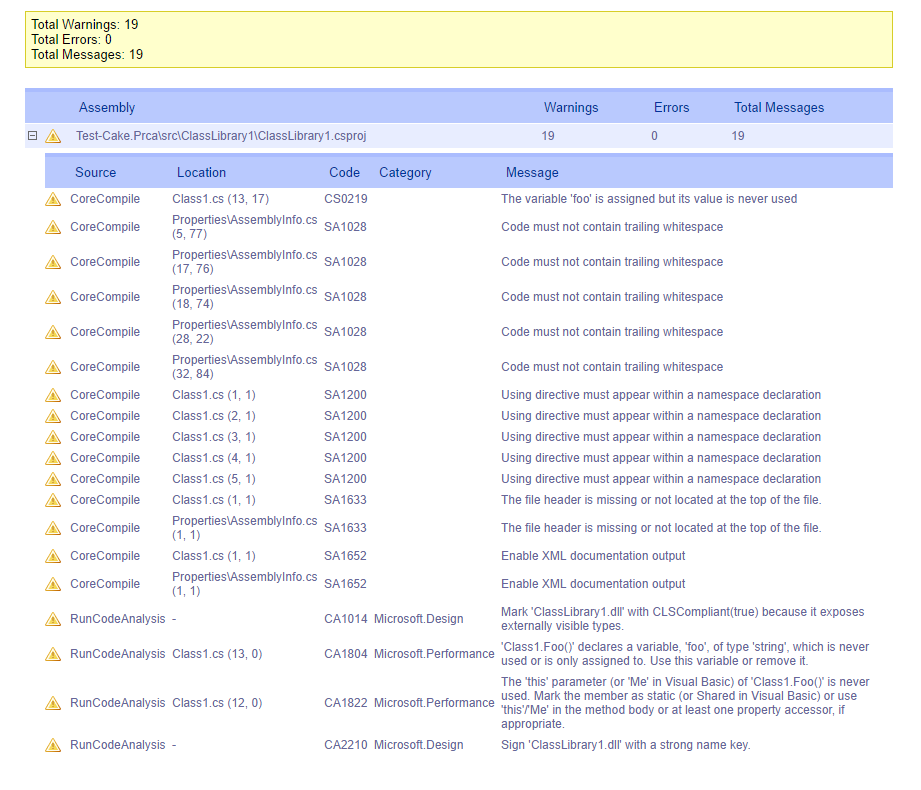 Total Warnings: 19
Total Errors: 0
Total Messages: 19
Assembly Warnings Errors Total Messages
Test-Cake.Prca\src\ClassLibrary1\ClassLibrary1.csproj 19 0 19
Source Location Code Category Message
CoreCompile Class1.cs (13, 17) CS0219 The variable 'foo' is assigned but its value is never used
CoreCompile Properties\AssemblyInfo.cs
(5, 77) SA1028 Code must not contain trailing whitespace
CoreCompile Properties\AssemblyInfo.cs
(17, 76) SA1028 Code must not contain trailing whitespace
CoreCompile Properties\AssemblyInfo.cs
(18, 74) SA1028 Code must not contain trailing whitespace
CoreCompile Properties\AssemblyInfo.cs
(28, 22) SA1028 Code must not contain trailing whitespace
CoreCompile Properties\AssemblyInfo.cs
(32, 84) SA1028 Code must not contain trailing whitespace
CoreCompile Class1.cs (1, 1) SA1200 Using directive must appear within a namespace declaration
CoreCompile Class1.cs (2, 1) SA1200 Using directive must appear within a namespace declaration
CoreCompile Class1.cs (3, 1) SA1200 Using directive must appear within a namespace declaration
CoreCompile Class1.cs (4, 1) SA1200 Using directive must appear within a namespace declaration
CoreCompile Class1.cs (5, 1) SA1200 Using directive must appear within a namespace declaration
CoreCompile Class1.cs (1, 1) SA1633 The file header is missing or not located at the top of the file.
CoreCompile Properties\AssemblyInfo.cs
(1, 1) SA1633 The file header is missing or not located at the top of the file.
CoreCompile Class1.cs (1, 1) SA1652 Enable XML documentation output
CoreCompile Properties\AssemblyInfo.cs
(1, 1) SA1652 Enable XML documentation output
RunCodeAnalysis - CA1014 Microsoft.Design Mark 'ClassLibrary1.dll' with CLSCompliant(true) because it exposes
externally visible types.
RunCodeAnalysis Class1.cs (13, 0) CA1804 Microsoft.Performance 'Class1.Foo()' declares a variable, 'foo', of type 'string', which is never
used or is only assigned to. Use this variable or remove it.
RunCodeAnalysis Class1.cs (12, 0) CA1822 Microsoft.Performance The 'this' parameter (or 'Me' in Visual Basic) of 'Class1.Foo()' is never
used. Mark the member as static (or Shared in Visual Basic) or use
'this'/'Me' in the method body or at least one property accessor, if
appropriate.
RunCodeAnalysis - CA2210 Microsoft.Design Sign 'ClassLibrary1.dll' with a strong name key.